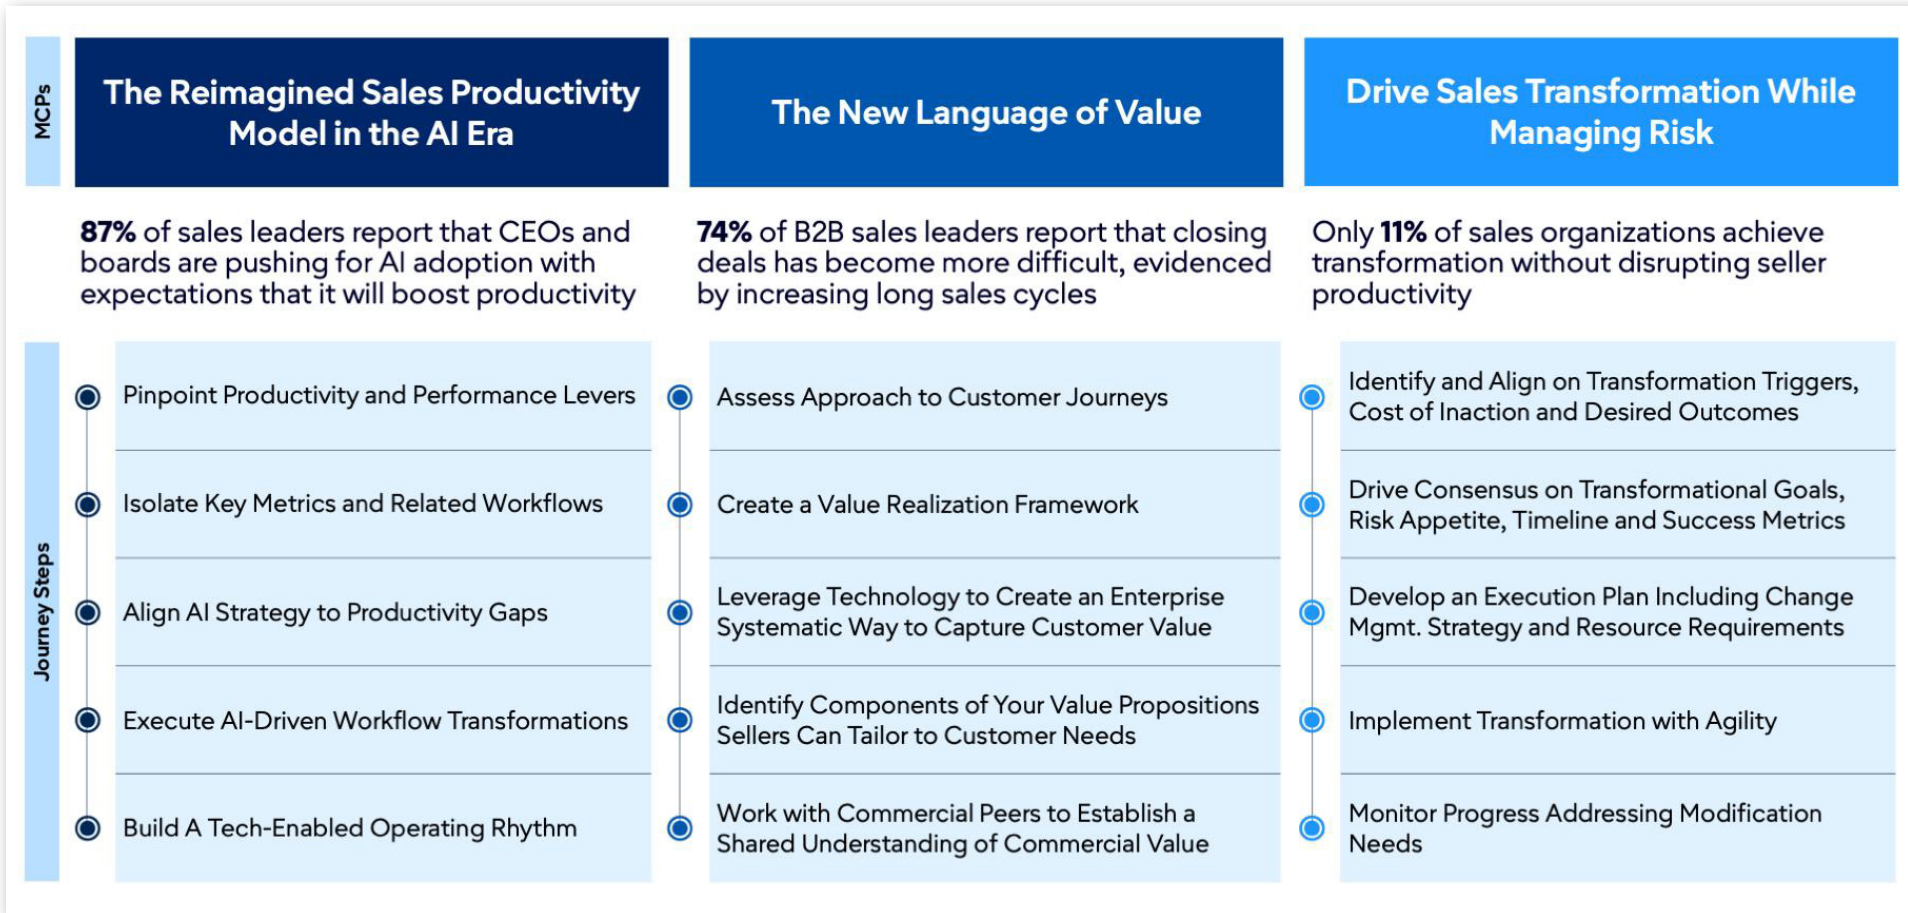 MCPs
The Reimagined Sales Productivity
Model in the AI Era
The New Language of Value
Drive Sales Transformation While
Managing Risk
87% of sales leaders report that CEOs and
boards are pushing for AI adoption with
expectations that it will boost productivity
74% of B2B sales leaders report that closing
deals has become more difficult, evidenced
by increasing long sales cycles
Only 11% of sales organizations achieve
transformation without disrupting seller
productivity
Journey Steps
Pinpoint Productivity and Performance Levers
Isolate Key Metrics and Related Workflows
Align AI Strategy to Productivity Gaps
Execute AI-Driven Workflow Transformations
Build A Tech-Enabled Operating Rhythm
Assess Approach to Customer Journeys
Create a Value Realization Framework
Leverage Technology to Create an Enterprise
Systematic Way to Capture Customer Value
Identify Components of Your Value Propositions
Sellers Can Tailor to Customer Needs
Work with Commercial Peers to Establish a
Shared Understanding of Commercial Value
Identify and Align on Transformation Triggers,
Cost of Inaction and Desired Outcomes
Drive Consensus on Transformational Goals,
Risk Appetite, Timeline and Success Metrics
Develop an Execution Plan Including Change
Mgmt. Strategy and Resource Requirements
Implement Transformation with Agility
Monitor Progress Addressing Modification
Needs